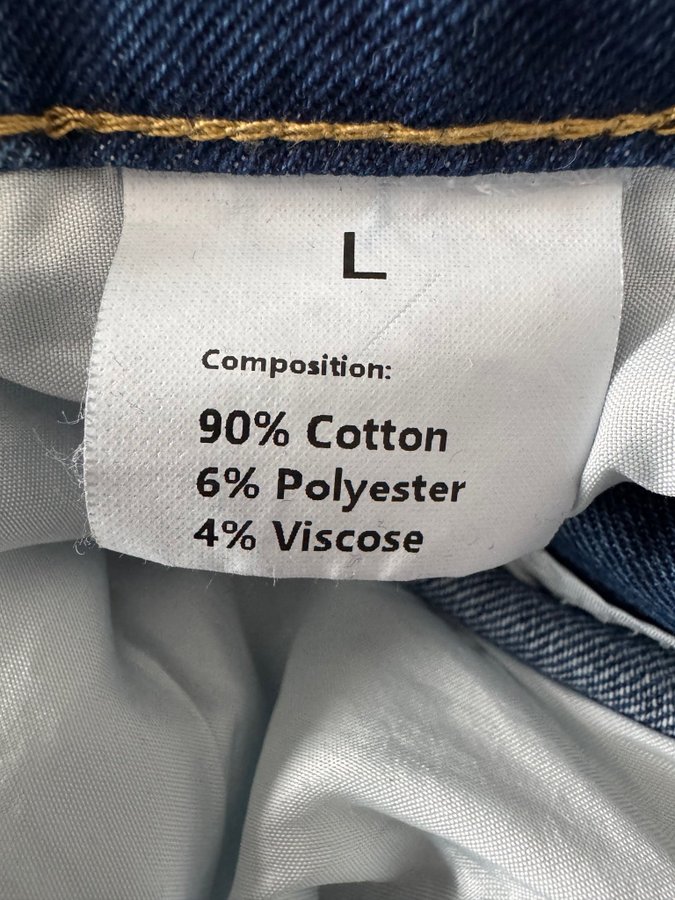 L
Composition:
90% Cotton
6% Polyester
4% Viscose